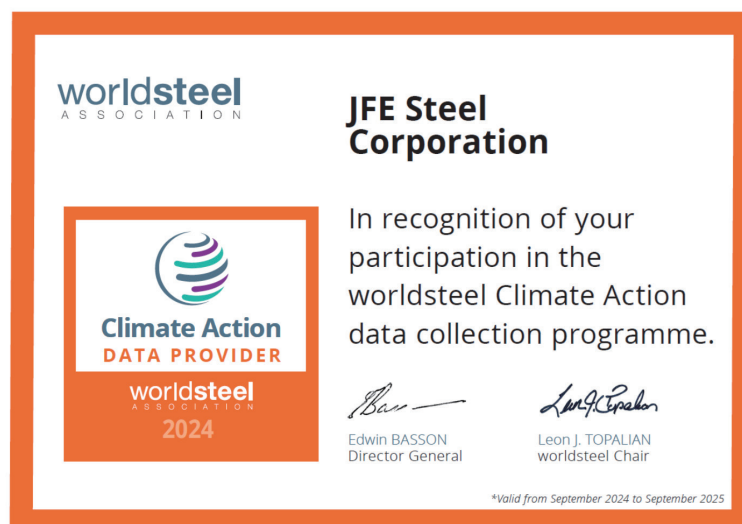 worldsteel
ASSOCIATION
JFE Steel
Corporation
In recognition of your
participation in the
worldsteel Climate Action
data collection programme.
Climate Action
DATA PROVIDER
worldsteel
ASSOCIATION
2024
Edwin BASSON
Director General
Leon J. TOPALIAN
worldsteel Chair
*Valid from September 2024 to September 2025